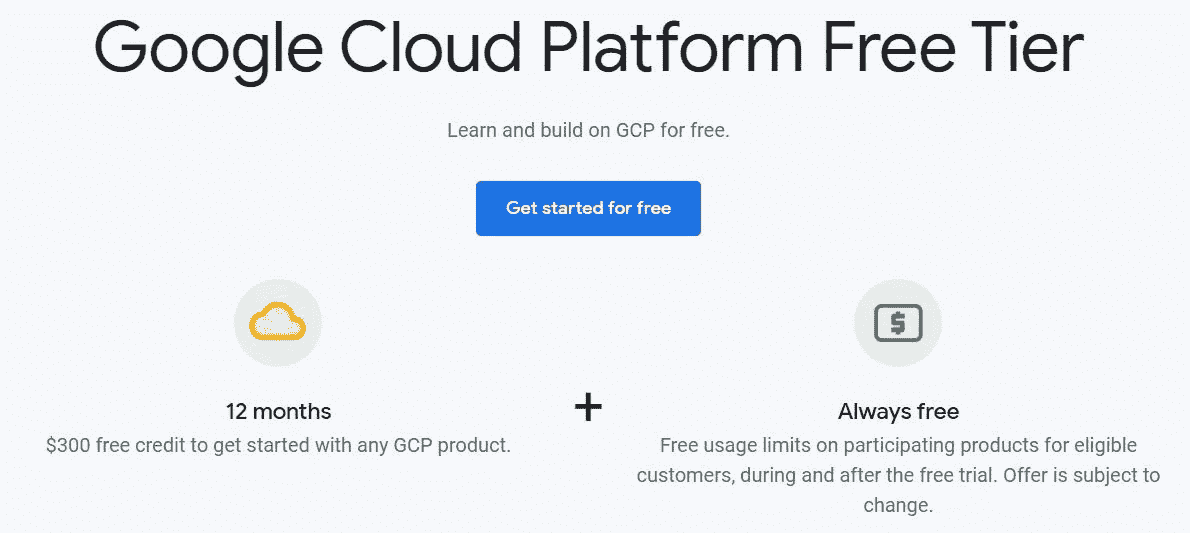 Google Cloud Platform Free Tier
Learn and build on GCP for free.
Get started for free
12 months
$300 free credit to get started with any GCP product.
+
Always free
Free usage limits on participating products for eligible
customers, during and after the free trial. Offer is subject to
change.